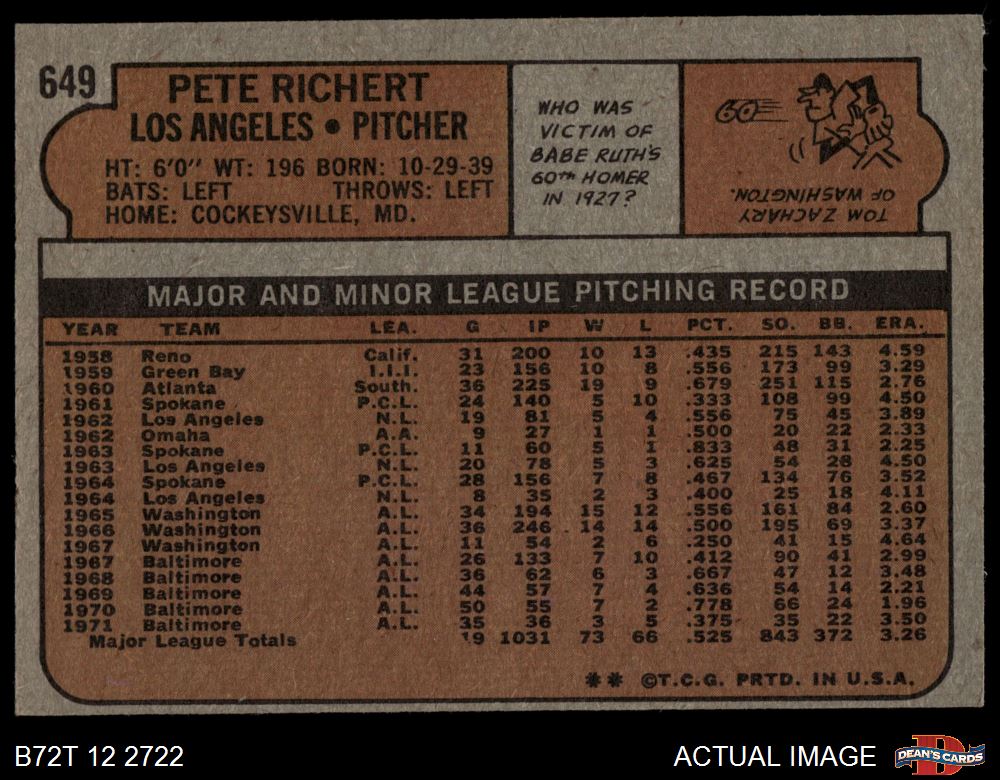 649
PETE RICHERT
LOS ANGELES • PITCHER
HT: 6'0" WT: 196 BORN: 10-29-39
BATS: LEFT THROWS: LEFT
HOME: COCKEYSVILLE, MD.
WHO WAS
VICTIM OF
BABE RUTH'S
60TH HOMER
IN 1927?
60
TOM ZACHARY
OF WASHINGTON.
MAJOR AND MINOR LEAGUE PITCHING RECORD
YEAR TEAM LEA. G IP W L PCT. SO. BB. ERA.
1958 Reno Calif. 31 200 10 13 .435 215 143 4.59
1959 Green Bay I.I.I. 23 156 10 8 .556 173 99 3.29
1960 Atlanta South. 36 225 19 9 .679 251 115 2.76
1961 Spokane P.C.L. 24 140 5 10 .333 108 99 4.50
1962 Los Angeles N.L. 19 81 5 4 .556 75 45 3.89
1962 Omaha A.A. 9 27 1 1 .500 20 22 2.33
1963 Spokane P.C.L. 11 60 5 1 .833 48 31 2.25
1963 Los Angeles N.L. 20 78 5 3 .625 54 28 4.50
1964 Spokane P.C.L. 28 156 7 8 .467 134 76 3.52
1964 Los Angeles N.L. 8 35 2 3 .400 25 18 4.11
1965 Washington A.L. 34 194 15 12 .556 161 84 2.60
1966 Washington A.L. 36 246 14 14 .500 195 69 3.37
1967 Washington A.L. 11 54 2 6 .250 41 15 4.64
1967 Baltimore A.L. 26 133 7 10 .412 90 41 2.99
1968 Baltimore A.L. 36 62 6 3 .667 47 12 3.48
1969 Baltimore A.L. 44 57 7 4 .636 54 14 2.21
1970 Baltimore A.L. 50 55 7 2 .778 66 24 1.96
1971 Baltimore A.L. 35 36 3 5 .375 35 22 3.50
Major League Totals 19 1031 73 66 .525 843 372 3.26
** ©T.C.G. PRTD. IN U.S.A.
B72T 12 2722
ACTUAL IMAGE
DEAN'S CARDS